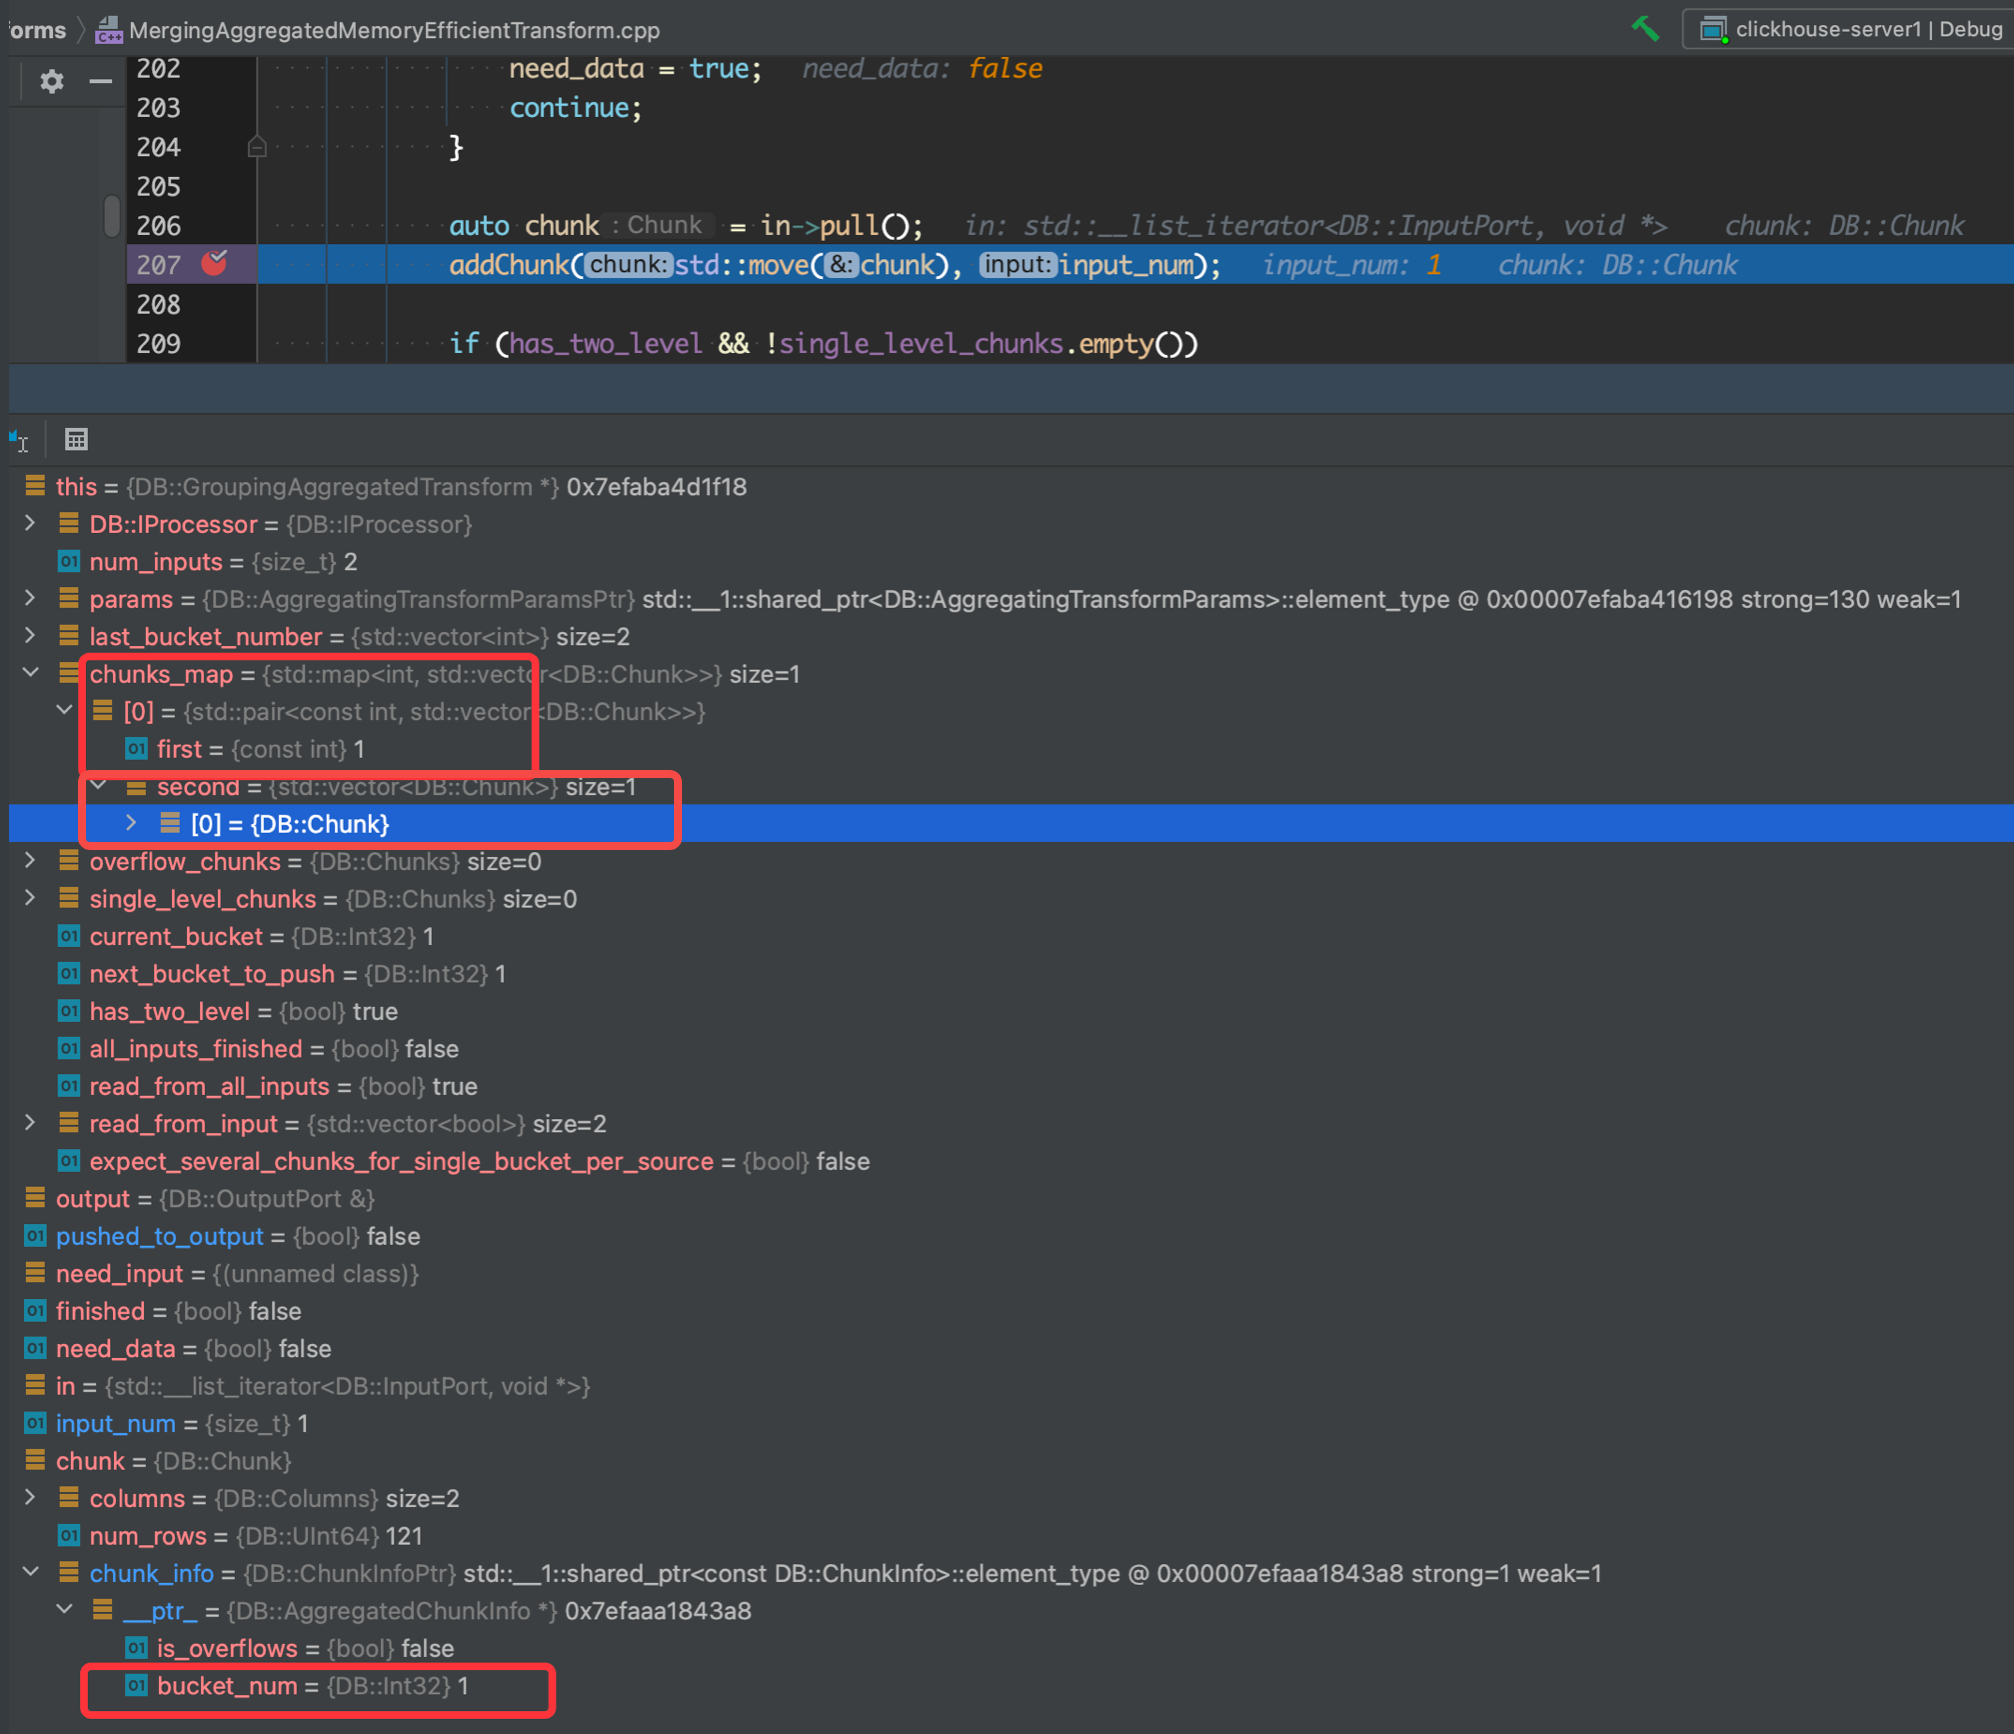 orms MergingAggregatedMemoryEfficientTransform.cpp clickhouse-server1 | Debug
202 need_data = true; need_data: false
203 continue;
204 }
205
206 auto chunk : Chunk = in->pull(); in: std::__list_iterator<DB::InputPort, void *> chunk: DB::Chunk
207 addChunk(chunk: std::move(&: chunk), input: input_num); input_num: 1 chunk: DB::Chunk
208
209 if (has_two_level && !single_level_chunks.empty())
this = {DB::GroupingAggregatedTransform *} 0x7efaba4d1f18
DB::IProcessor = {DB::IProcessor}
num_inputs = {size_t} 2
params = {DB::AggregatingTransformParamsPtr} std::__1::shared_ptr<DB::AggregatingTransformParams>::element_type @ 0x00007efaba416198 strong=130 weak=1
last_bucket_number = {std::vector<int>} size=2
chunks_map = {std::map<int, std::vector<DB::Chunk>>} size=1
[0] = {std::pair<const int, std::vector<DB::Chunk>>}
first = {const int} 1
second = {std::vector<DB::Chunk>} size=1
[0] = {DB::Chunk}
overflow_chunks = {DB::Chunks} size=0
single_level_chunks = {DB::Chunks} size=0
current_bucket = {DB::Int32} 1
next_bucket_to_push = {DB::Int32} 1
has_two_level = {bool} true
all_inputs_finished = {bool} false
read_from_all_inputs = {bool} true
read_from_input = {std::vector<bool>} size=2
expect_several_chunks_for_single_bucket_per_source = {bool} false
output = {DB::OutputPort &}
pushed_to_output = {bool} false
need_input = {(unnamed class)}
finished = {bool} false
need_data = {bool} false
in = {std::__list_iterator<DB::InputPort, void *>}
input_num = {size_t} 1
chunk = {DB::Chunk}
columns = {DB::Columns} size=2
num_rows = {DB::UInt64} 121
chunk_info = {DB::ChunkInfoPtr} std::__1::shared_ptr<const DB::ChunkInfo>::element_type @ 0x00007efaaa1843a8 strong=1 weak=1
__ptr_ = {DB::AggregatedChunkInfo *} 0x7efaaa1843a8
is_overflows = {bool} false
bucket_num = {DB::Int32} 1